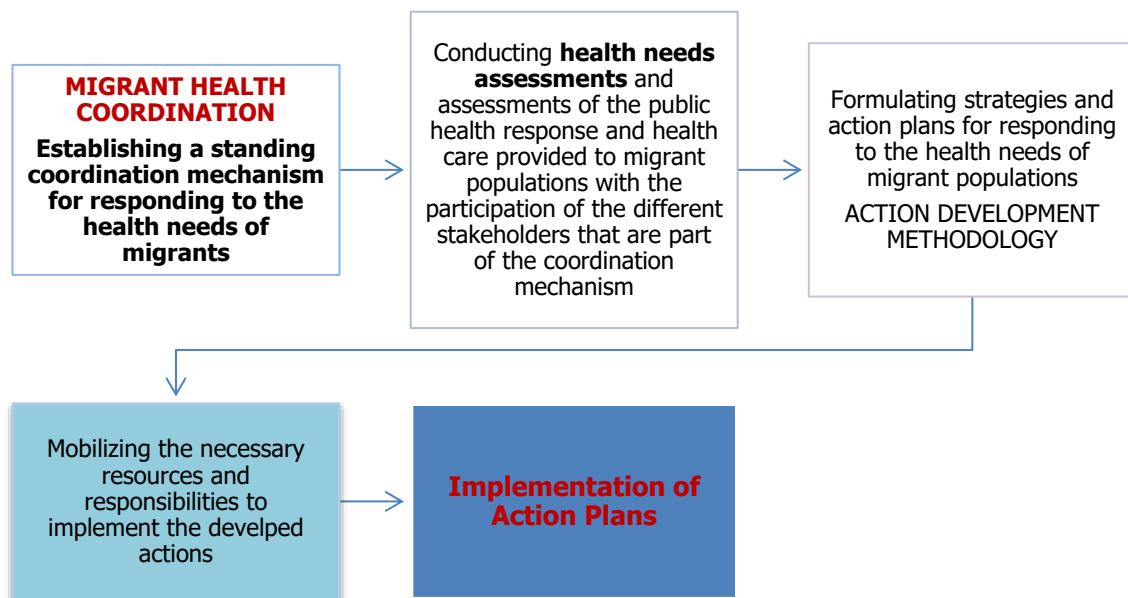 MIGRANT HEALTH
COORDINATION
Establishing a standing
coordination mechanism
for responding to the
health needs of
migrants
Conducting health needs
assessments and
assessments of the public
health response and health
care provided to migrant
populations with the
participation of the different
stakeholders that are part
of the coordination
mechanism
Formulating strategies and
action plans for responding
to the health needs of
migrant populations
ACTION DEVELOPMENT
METHODOLOGY
Mobilizing the necessary
resources and
responsibilities to
implement the develped
actions
Implementation of
Action Plans